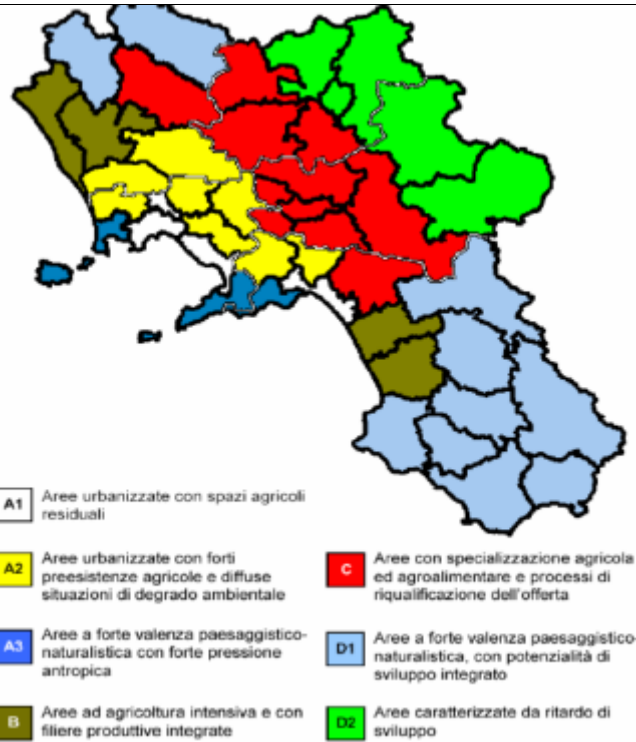 A1 Aree urbanizzate con spazi agricoli
residuali
A2 Aree urbanizzate con forti
preesistenze agricole e diffuse
situazioni di degrado ambientale
A3 Aree a forte valenza paesaggistico-
naturalistica con forte pressione
antropica
B Aree ad agricoltura intensiva e con
filiere produttive integrate
C Aree con specializzazione agricola
ed agroalimentare e processi di
riqualificazione dell'offerta
D1 Aree a forte valenza paesaggistico-
naturalistica, con potenzialità di
sviluppo integrato
D2 Aree caratterizzate da ritardo di
sviluppo